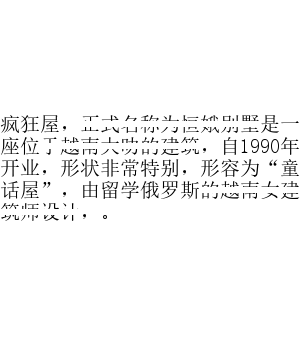 疯狂屋，正式名称为恒娥别墅是一
座位于越南大叻的建筑，自1990年
开业，形状非常特别，形容为“童
话屋”，由留学俄罗斯的越南女建
筑师设计，。